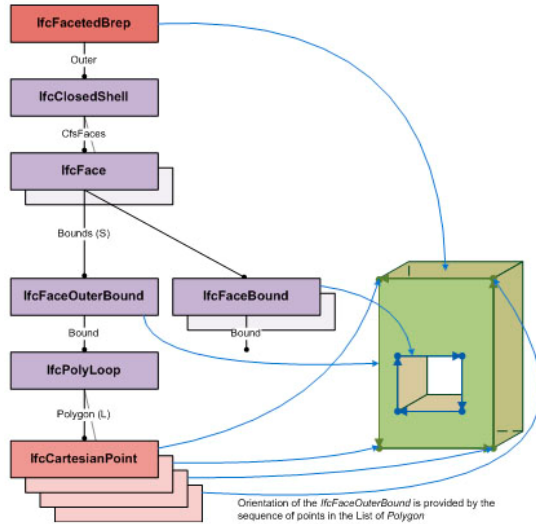 IfcFacetedBrep
Outer
IfcClosedShell
CfsFaces
IfcFace
Bounds (S)
IfcFaceOuterBound
IfcFaceBound
Bound
Bound
IfcPolyLoop
Polygon (L)
IfcCartesianPoint
Orientation of the IfcFaceOuterBound is provided by the
sequence of points in the List of Polygon